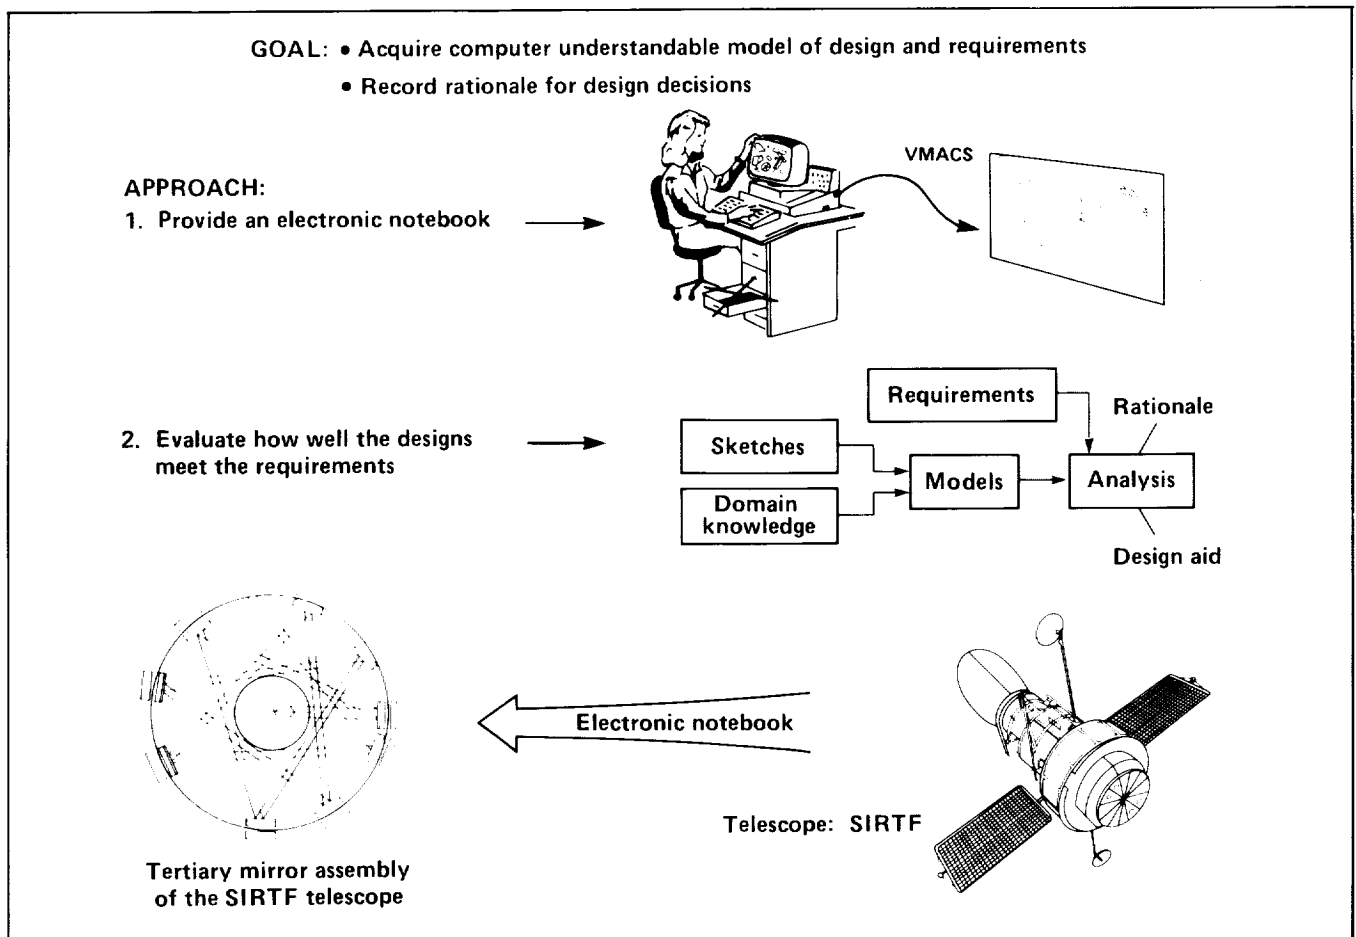 GOAL: • Acquire computer understandable model of design and requirements
• Record rationale for design decisions
VMACS
APPROACH:
1. Provide an electronic notebook
Requirements
Rationale
2. Evaluate how well the designs
meet the requirements
Sketches
Models
Analysis
Domain
knowledge
Design aid
Electronic notebook
Telescope: SIRTF
Tertiary mirror assembly
of the SIRTF telescope